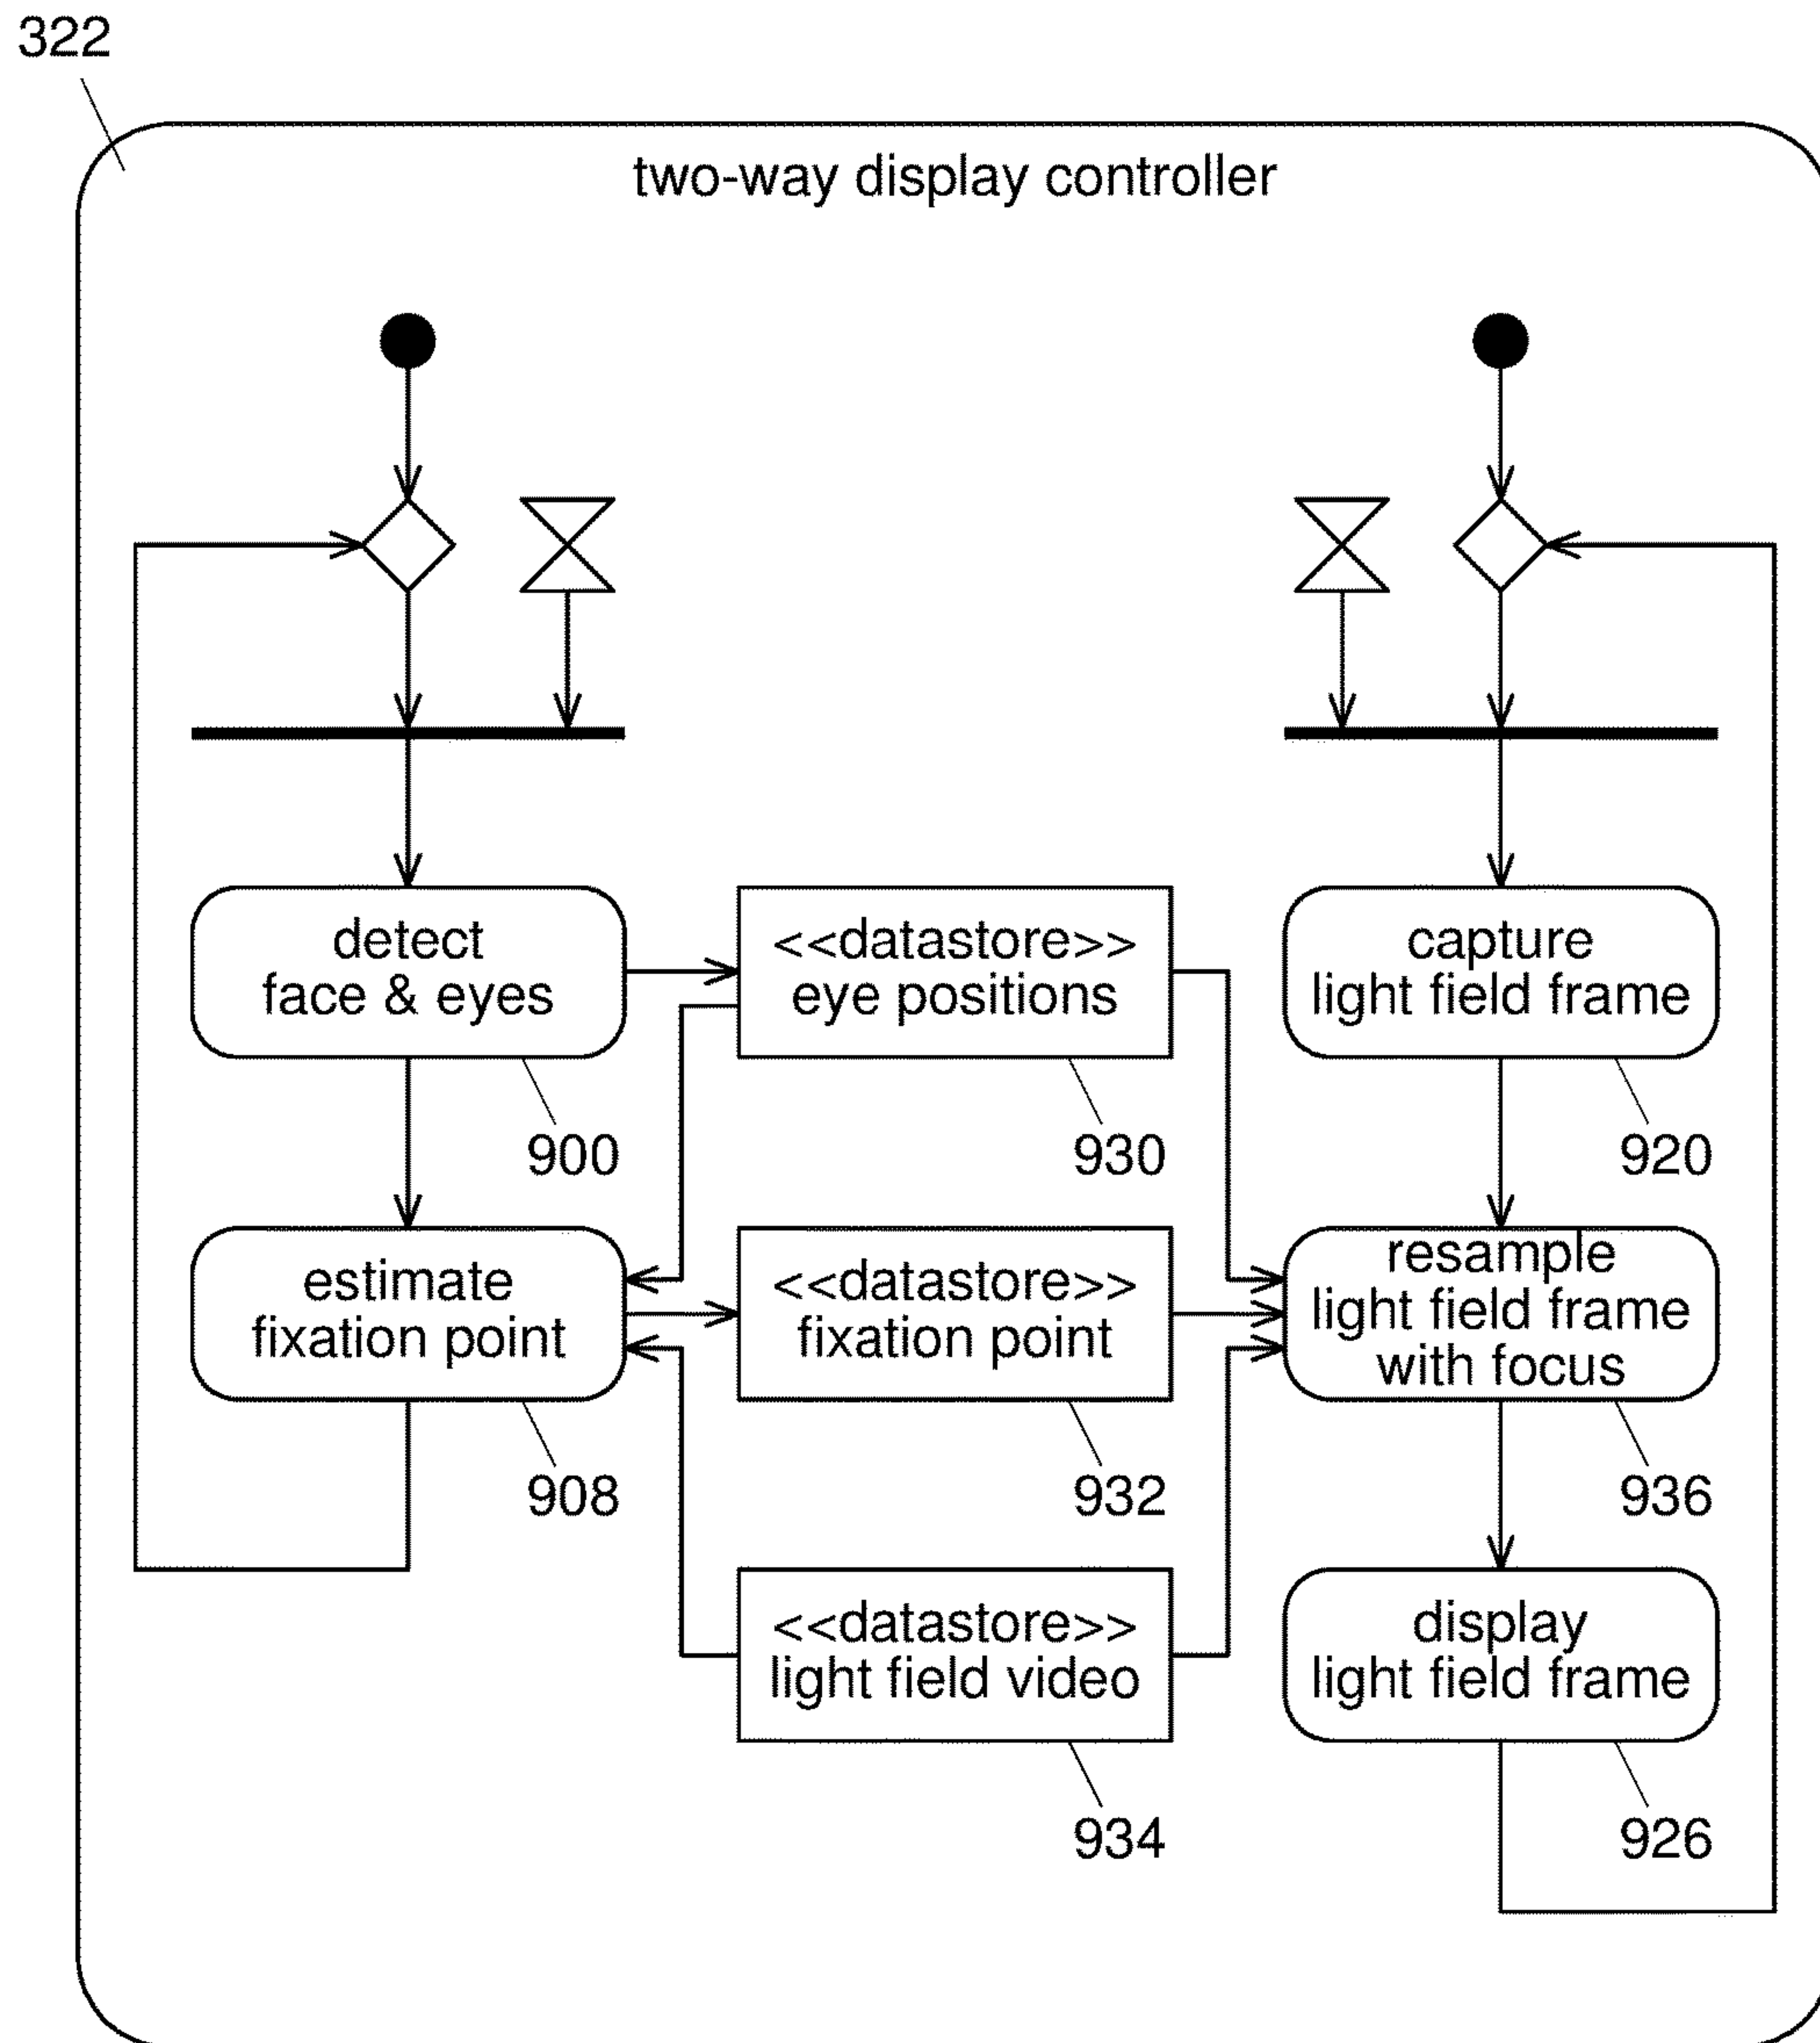 322
two-way display controller
detect
face & eyes
900
<<datastore>>
eye positions
930
capture
light field frame
920
estimate
fixation point
908
<<datastore>>
fixation point
932
resample
light field frame
with focus
936
<<datastore>>
light field video
934
display
light field frame
926